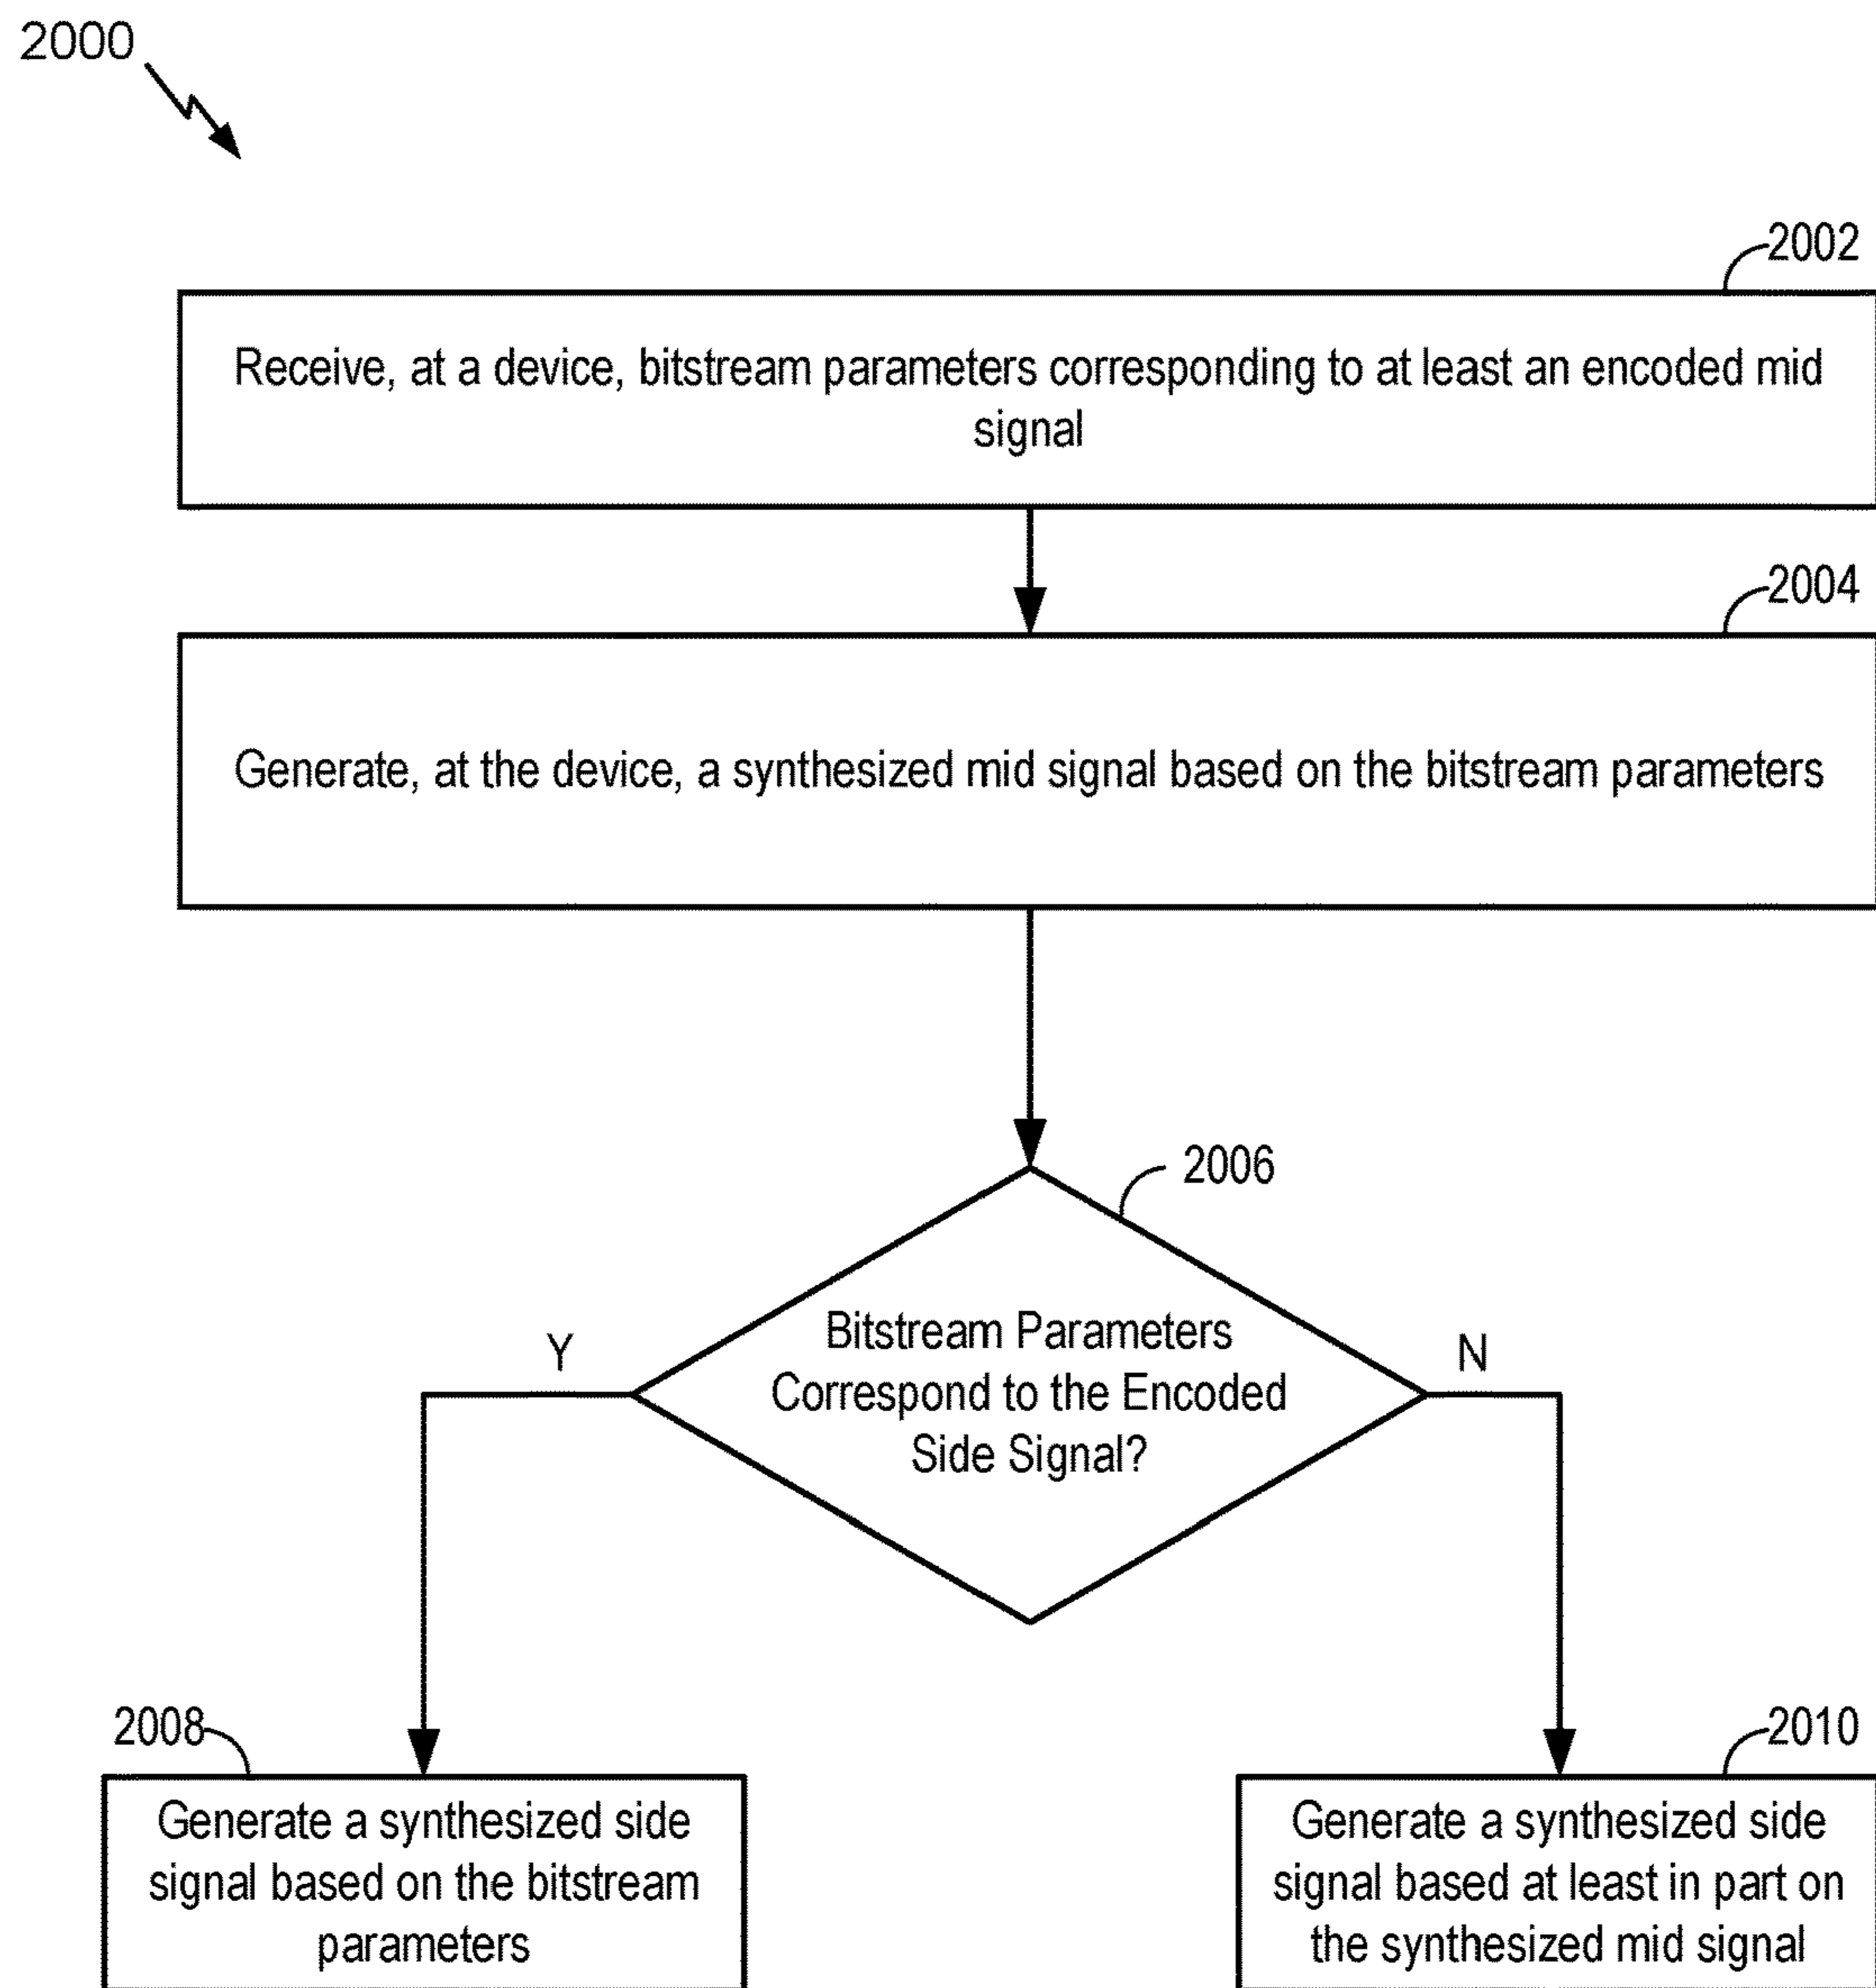 2000
2002
Receive, at a device, bitstream parameters corresponding to at least an encoded mid
signal
2004
Generate, at the device, a synthesized mid signal based on the bitstream parameters
2006
Bitstream Parameters
Correspond to the Encoded
Side Signal?
Y
N
2008
Generate a synthesized side
signal based on the bitstream
parameters
2010
Generate a synthesized side
signal based at least in part on
the synthesized mid signal